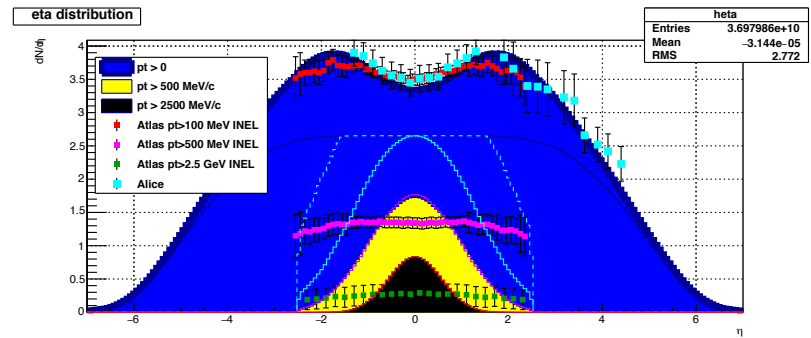 eta distribution
heta
Entries 3.697986e+10
Mean -3.144e-05
RMS 2.772
dN/dη
4
3.5
3
2.5
2
1.5
1
0.5
0
pt > 0
pt > 500 MeV/c
pt > 2500 MeV/c
Atlas pt>100 MeV INEL
Atlas pt>500 MeV INEL
Atlas pt>2.5 GeV INEL
Alice
−6 −4 −2 0 2 4 6
η